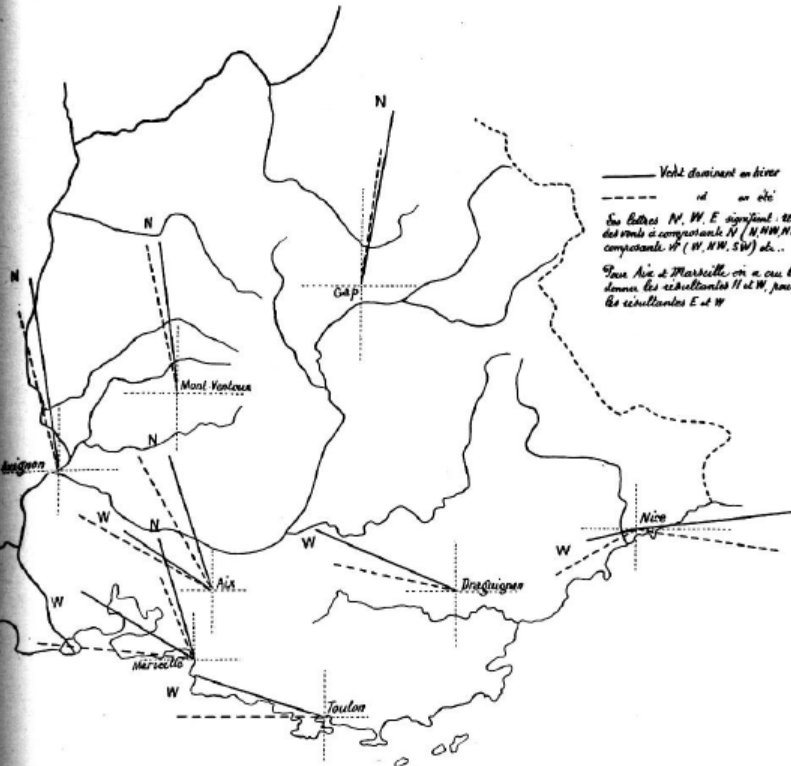 N
Vent dominant en hiver
id en été
Les lettres N, W, E signifient :
des vents à composante N (N, NW, N
composante W (W, NW, SW) etc..
Pour Aix et Marseille on a cru
donner les résultantes N et W, pour
les résultantes E et W
N
N
Gap
Mont Ventoux
N
Avignon
W
N
W
Nice
W
W
Aix
Draguignan
Marseille
W
Toulon